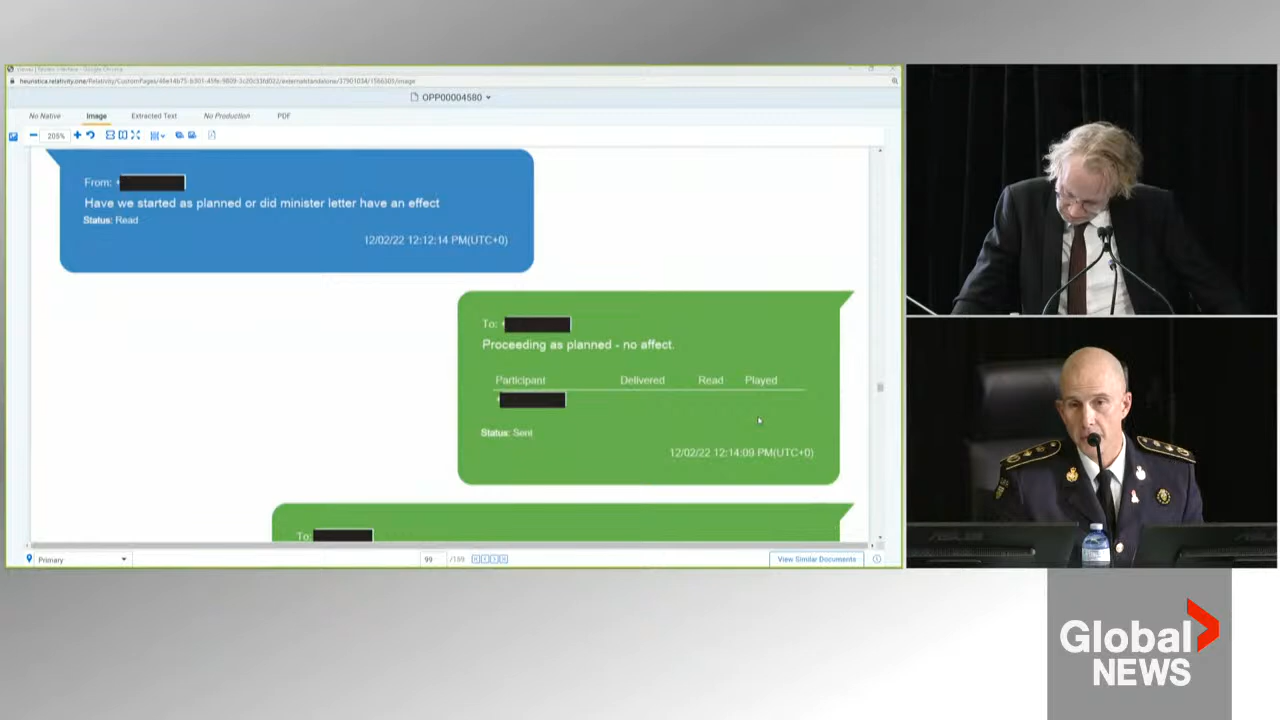 OPP00004580
No Native
Image
Extracted Text
No Production
PDF
205%
From: +
Have we started as planned or did minister letter have an effect
Status: Read
12/02/22 12:12:14 PM(UTC+0)
To: +
Proceeding as planned - no affect.
Participant Delivered Read Played
+
Status: Sent
12/02/22 12:14:09 PM(UTC+0)
To:
Primary
99 /189
View Similar Documents
ASUS
Global
NEWS